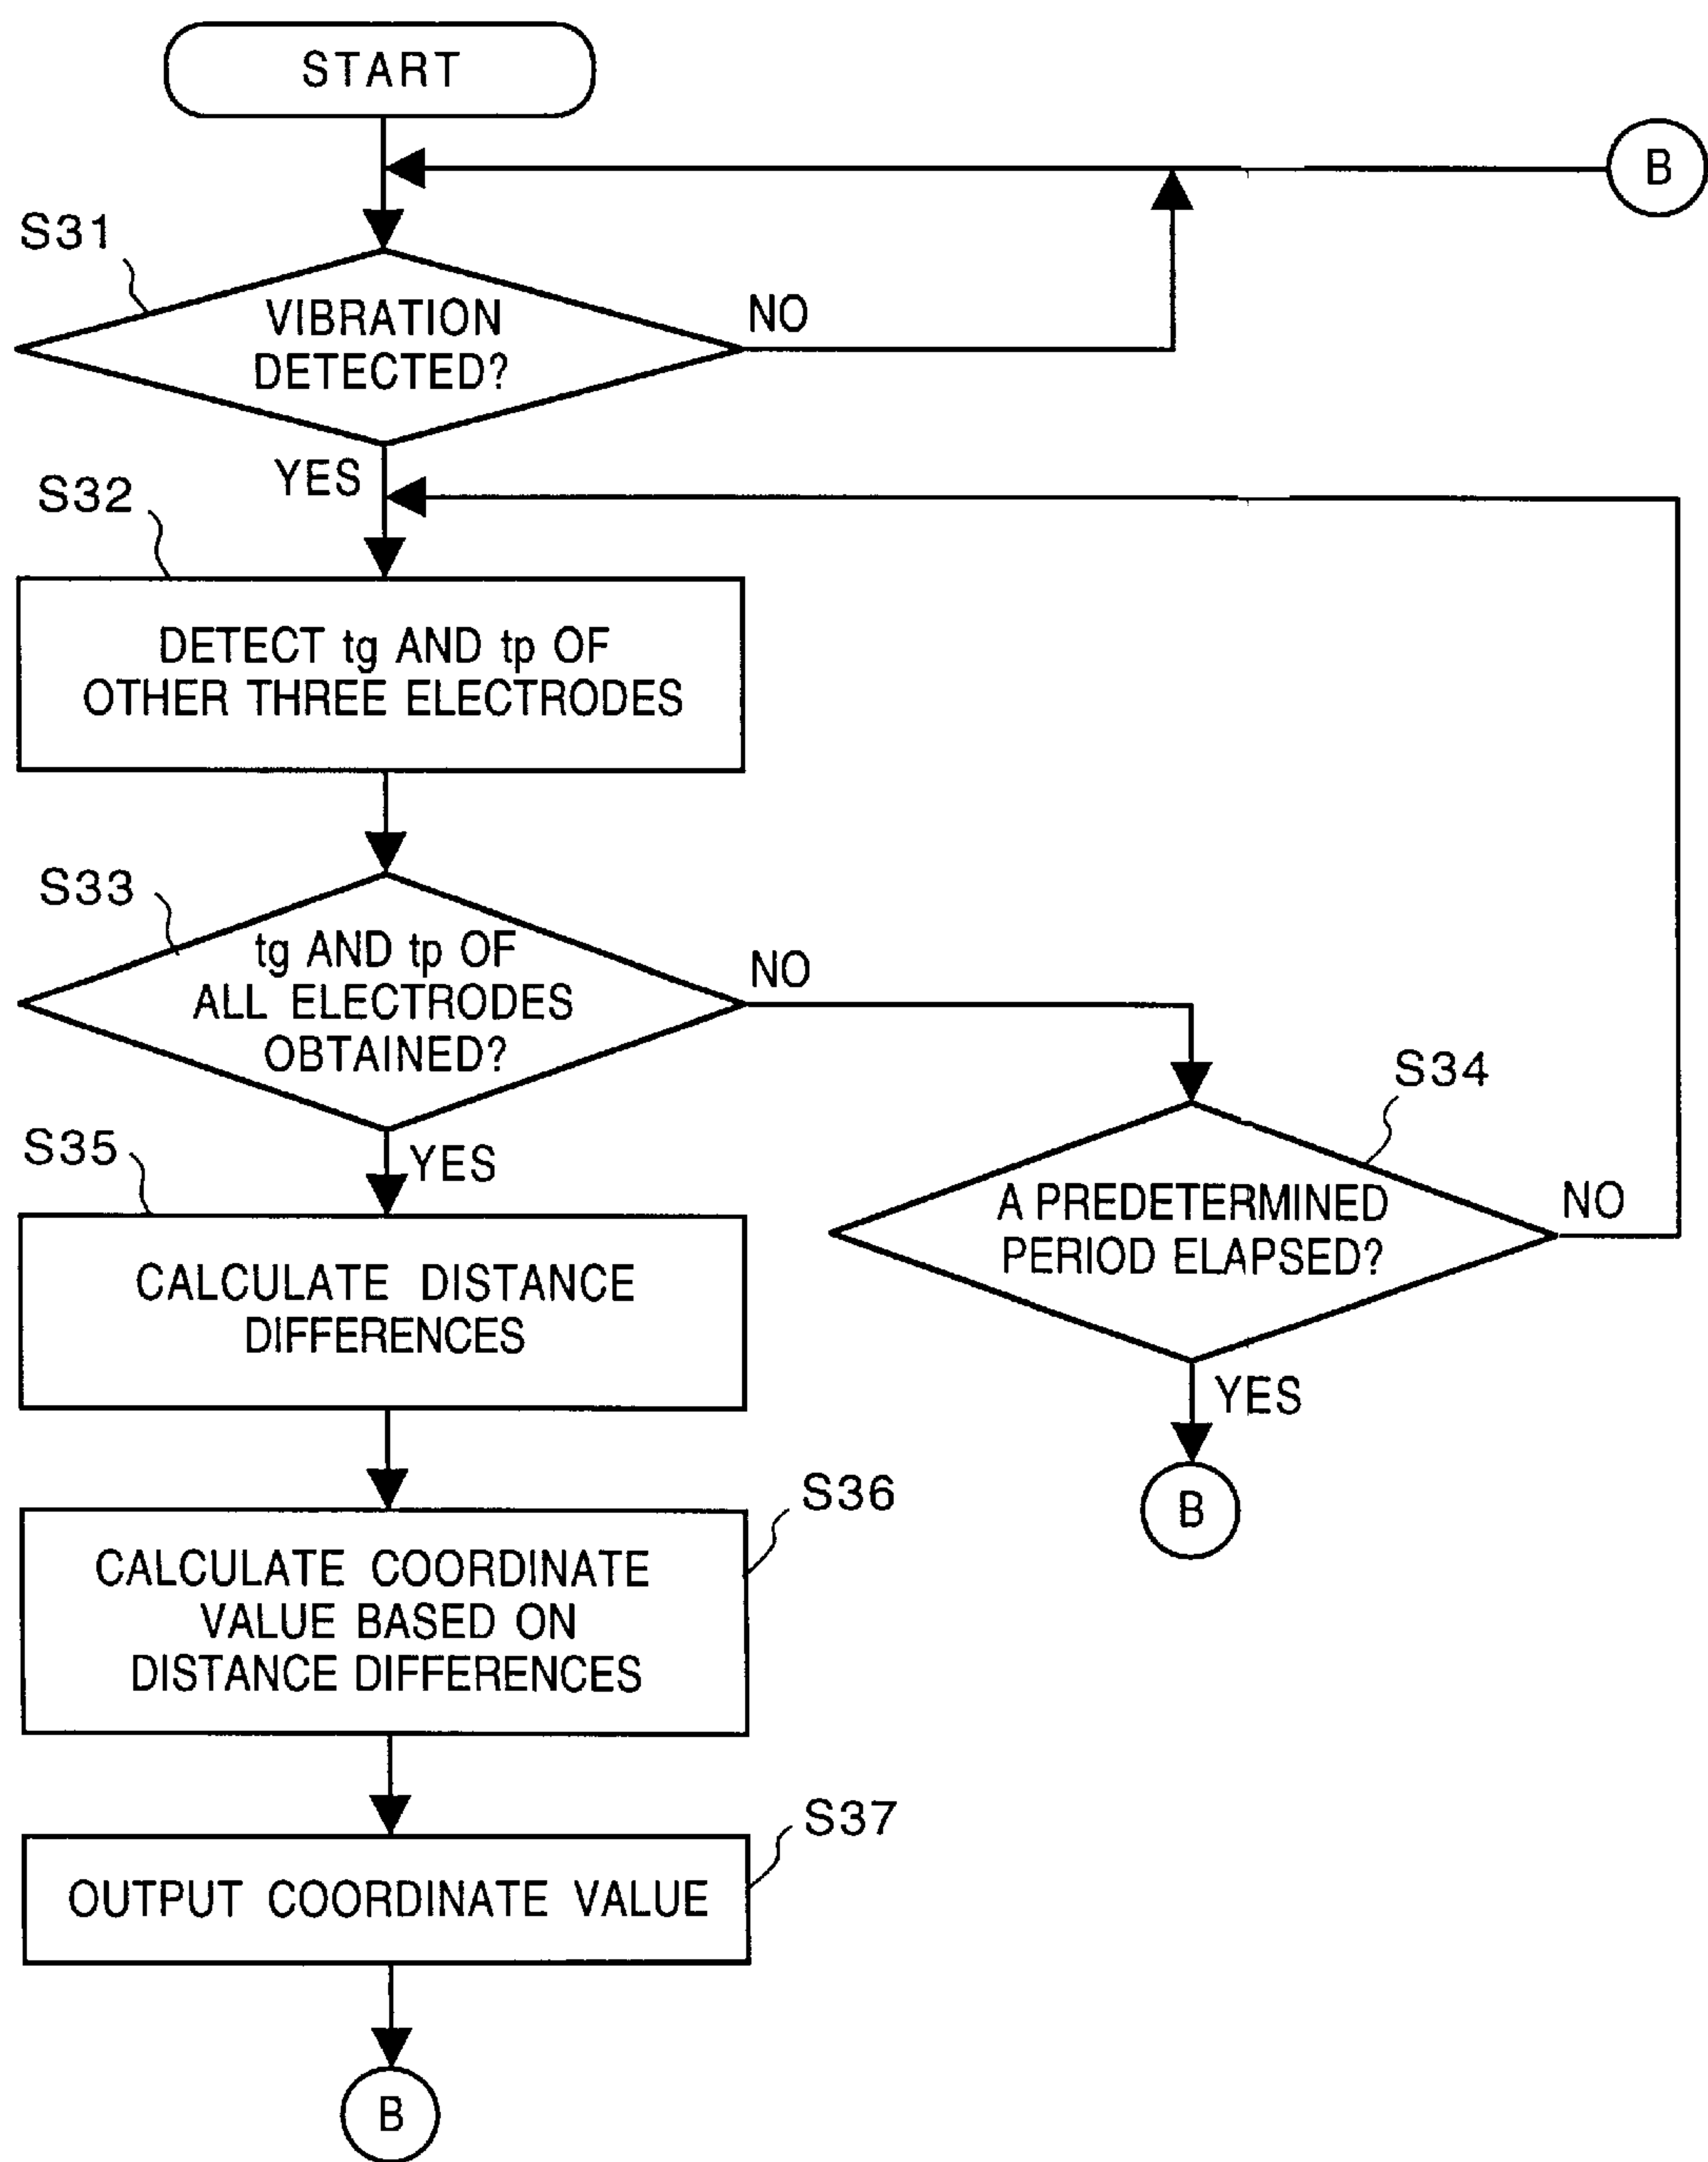 START
B
S31
VIBRATION
DETECTED?
NO
YES
S32
DETECT tg AND tp OF
OTHER THREE ELECTRODES
S33
tg AND tp OF
ALL ELECTRODES
OBTAINED?
NO
S34
A PREDETERMINED
PERIOD ELAPSED?
NO
YES
B
YES
S35
CALCULATE DISTANCE
DIFFERENCES
S36
CALCULATE COORDINATE
VALUE BASED ON
DISTANCE DIFFERENCES
S37
OUTPUT COORDINATE VALUE
B